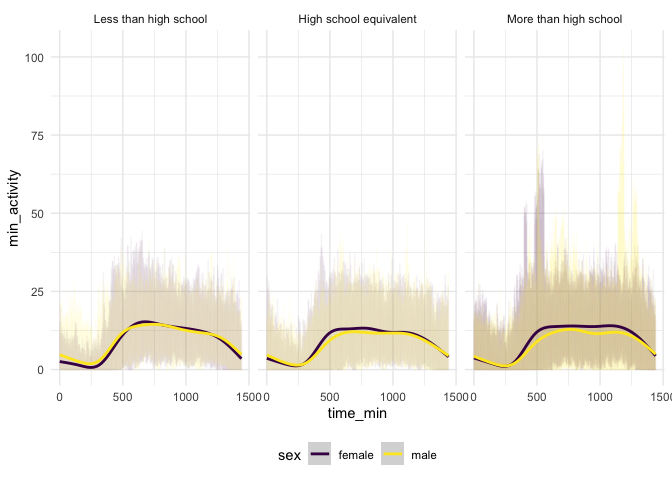 Less than high school High school equivalent More than high school
100
75
50
25
0
min_activity
0 500 1000 1500 0 500 1000 1500 0 500 1000 1500
time_min
sex female male